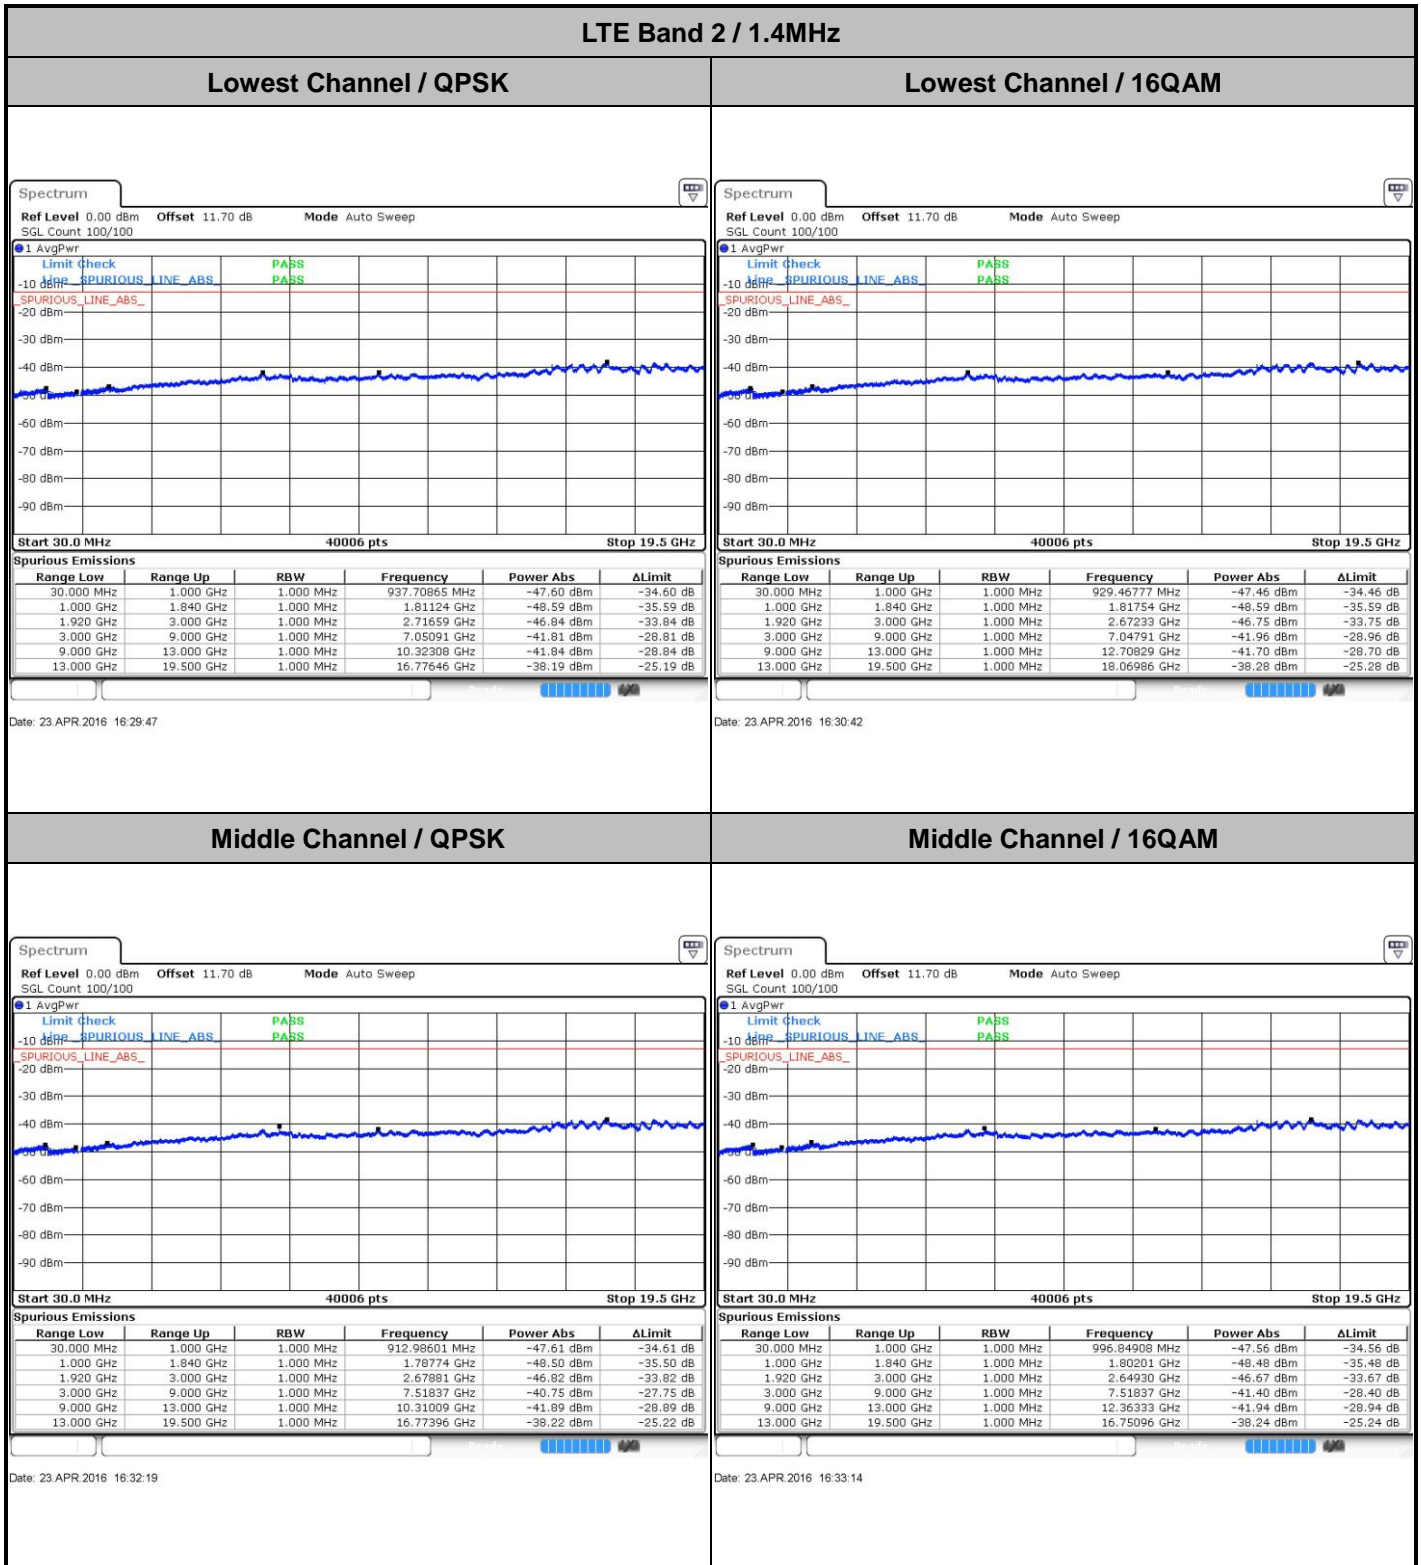 LTE Band 2 / 1.4MHz
Lowest Channel / QPSK
Lowest Channel / 16QAM
Spectrum
Ref Level 0.00 dBm Offset 11.70 dB Mode Auto Sweep
SGL Count 100/100
1 AvgPwr
Limit Check PASS
Line _SPURIOUS_LINE_ABS_ PASS
-10 dBm
_SPURIOUS_LINE_ABS_
-20 dBm
-30 dBm
-40 dBm
-50 dBm
-60 dBm
-70 dBm
-80 dBm
-90 dBm
Start 30.0 MHz 40006 pts Stop 19.5 GHz
Spurious Emissions
Range Low Range Up RBW Frequency Power Abs ΔLimit
30.000 MHz 1.000 GHz 1.000 MHz 937.70865 MHz -47.60 dBm -34.60 dB
1.000 GHz 1.840 GHz 1.000 MHz 1.81124 GHz -48.59 dBm -35.59 dB
1.920 GHz 3.000 GHz 1.000 MHz 2.71659 GHz -46.84 dBm -33.84 dB
3.000 GHz 9.000 GHz 1.000 MHz 7.05091 GHz -41.81 dBm -28.81 dB
9.000 GHz 13.000 GHz 1.000 MHz 10.32308 GHz -41.84 dBm -28.84 dB
13.000 GHz 19.500 GHz 1.000 MHz 16.77646 GHz -38.19 dBm -25.19 dB
Ready
Date: 23.APR.2016 16:29:47
Spectrum
Ref Level 0.00 dBm Offset 11.70 dB Mode Auto Sweep
SGL Count 100/100
1 AvgPwr
Limit Check PASS
Line _SPURIOUS_LINE_ABS_ PASS
-10 dBm
_SPURIOUS_LINE_ABS_
-20 dBm
-30 dBm
-40 dBm
-50 dBm
-60 dBm
-70 dBm
-80 dBm
-90 dBm
Start 30.0 MHz 40006 pts Stop 19.5 GHz
Spurious Emissions
Range Low Range Up RBW Frequency Power Abs ΔLimit
30.000 MHz 1.000 GHz 1.000 MHz 929.46777 MHz -47.46 dBm -34.46 dB
1.000 GHz 1.840 GHz 1.000 MHz 1.81754 GHz -48.59 dBm -35.59 dB
1.920 GHz 3.000 GHz 1.000 MHz 2.67233 GHz -46.75 dBm -33.75 dB
3.000 GHz 9.000 GHz 1.000 MHz 7.04791 GHz -41.96 dBm -28.96 dB
9.000 GHz 13.000 GHz 1.000 MHz 12.70829 GHz -41.70 dBm -28.70 dB
13.000 GHz 19.500 GHz 1.000 MHz 18.06986 GHz -38.28 dBm -25.28 dB
Ready
Date: 23.APR.2016 16:30:42
Middle Channel / QPSK
Middle Channel / 16QAM
Spectrum
Ref Level 0.00 dBm Offset 11.70 dB Mode Auto Sweep
SGL Count 100/100
1 AvgPwr
Limit Check PASS
Line _SPURIOUS_LINE_ABS_ PASS
-10 dBm
_SPURIOUS_LINE_ABS_
-20 dBm
-30 dBm
-40 dBm
-50 dBm
-60 dBm
-70 dBm
-80 dBm
-90 dBm
Start 30.0 MHz 40006 pts Stop 19.5 GHz
Spurious Emissions
Range Low Range Up RBW Frequency Power Abs ΔLimit
30.000 MHz 1.000 GHz 1.000 MHz 912.98601 MHz -47.61 dBm -34.61 dB
1.000 GHz 1.840 GHz 1.000 MHz 1.78774 GHz -48.50 dBm -35.50 dB
1.920 GHz 3.000 GHz 1.000 MHz 2.67881 GHz -46.82 dBm -33.82 dB
3.000 GHz 9.000 GHz 1.000 MHz 7.51837 GHz -40.75 dBm -27.75 dB
9.000 GHz 13.000 GHz 1.000 MHz 10.31009 GHz -41.89 dBm -28.89 dB
13.000 GHz 19.500 GHz 1.000 MHz 16.77396 GHz -38.22 dBm -25.22 dB
Ready
Date: 23.APR.2016 16:32:19
Spectrum
Ref Level 0.00 dBm Offset 11.70 dB Mode Auto Sweep
SGL Count 100/100
1 AvgPwr
Limit Check PASS
Line _SPURIOUS_LINE_ABS_ PASS
-10 dBm
_SPURIOUS_LINE_ABS_
-20 dBm
-30 dBm
-40 dBm
-50 dBm
-60 dBm
-70 dBm
-80 dBm
-90 dBm
Start 30.0 MHz 40006 pts Stop 19.5 GHz
Spurious Emissions
Range Low Range Up RBW Frequency Power Abs ΔLimit
30.000 MHz 1.000 GHz 1.000 MHz 996.84908 MHz -47.56 dBm -34.56 dB
1.000 GHz 1.840 GHz 1.000 MHz 1.80201 GHz -48.48 dBm -35.48 dB
1.920 GHz 3.000 GHz 1.000 MHz 2.64930 GHz -46.67 dBm -33.67 dB
3.000 GHz 9.000 GHz 1.000 MHz 7.51837 GHz -41.40 dBm -28.40 dB
9.000 GHz 13.000 GHz 1.000 MHz 12.36333 GHz -41.94 dBm -28.94 dB
13.000 GHz 19.500 GHz 1.000 MHz 16.75096 GHz -38.24 dBm -25.24 dB
Ready
Date: 23.APR.2016 16:33:14